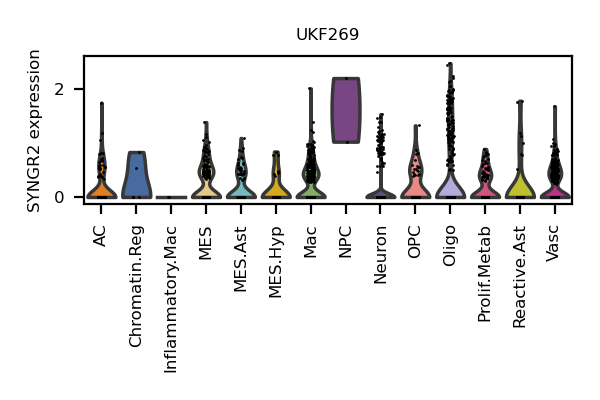 UKF269
SYNGR2 expression
2
0
AC
Chromatin.Reg
Inflammatory.Mac
MES
MES.Ast
MES.Hyp
Mac
NPC
Neuron
OPC
Oligo
Prolif.Metab
Reactive.Ast
Vasc